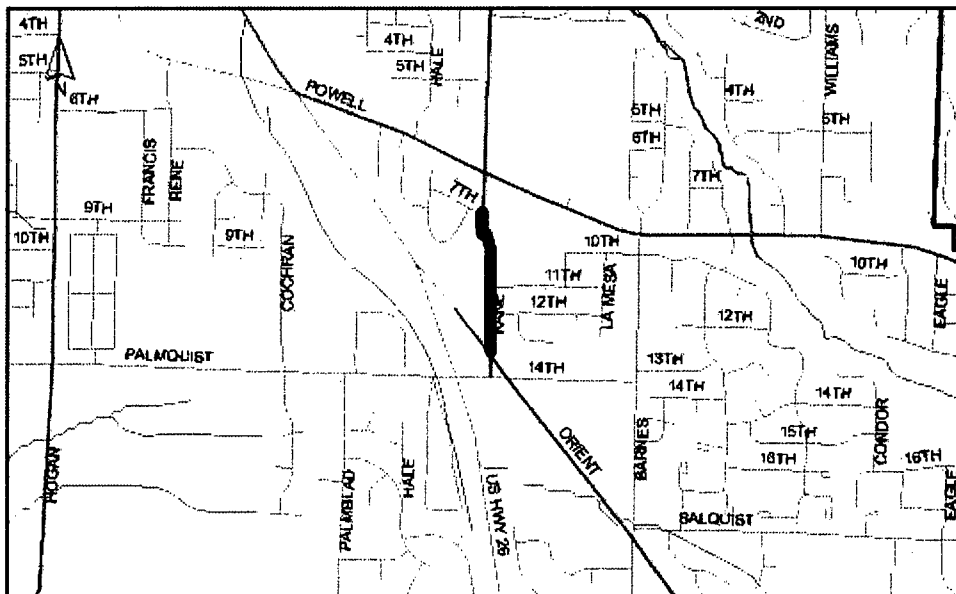 4TH
2ND
4TH
WILLIAMS
5TH
5TH
HALE
N
6TH
POWELL
4TH
5TH
5TH
6TH
FRANCIS
RENE
7TH
7TH
9TH
10TH
9TH
COCHRAN
10TH
10TH
11TH
LA MESA
12TH
KANE
EAGLE
12TH
PALMQUIST
14TH
13TH
14TH
14TH
CONDOR
15TH
ORIENT
BARNES
HOGAN
HALE
16TH
16TH
PALMBLAD
US HWY 26
SALQUIST
EAGLE